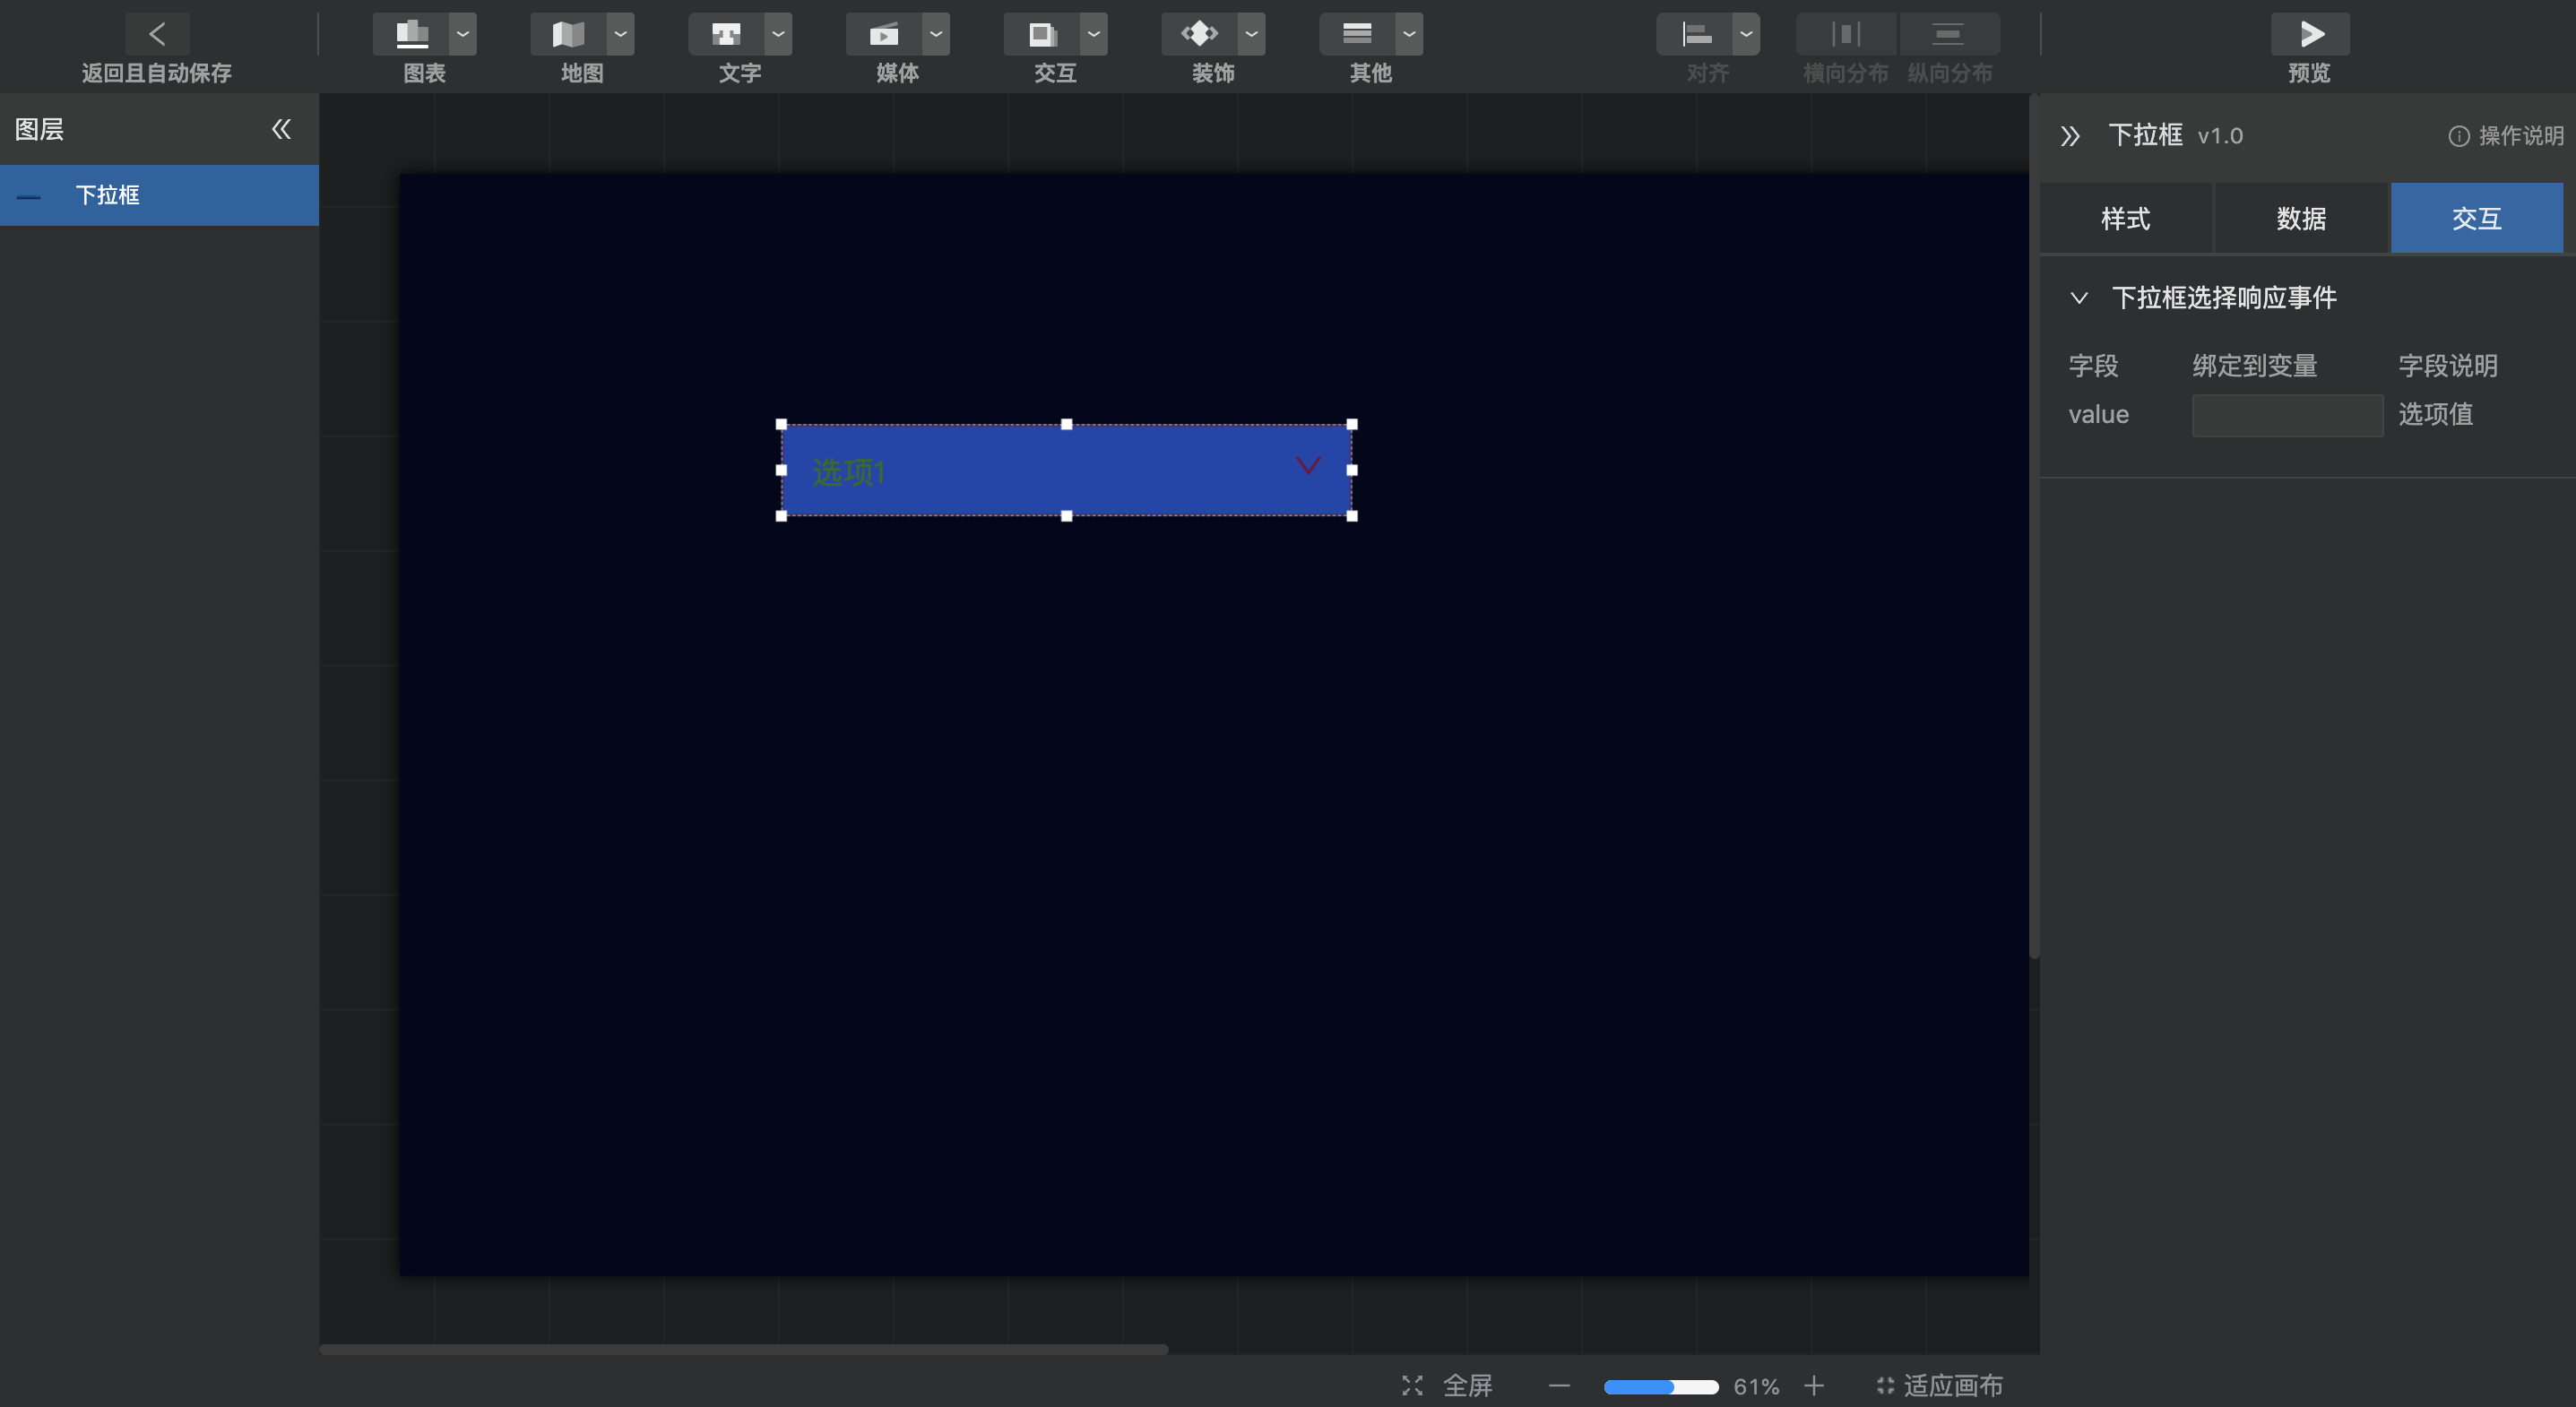 返回且自动保存
图表
地图
文字
媒体
交互
装饰
其他
对齐
横向分布
纵向分布
预览
图层
下拉框
选项1
下拉框 v1.0
操作说明
样式
数据
交互
下拉框选择响应事件
字段 绑定到变量 字段说明
value 选项值
全屏
61%
适应画布